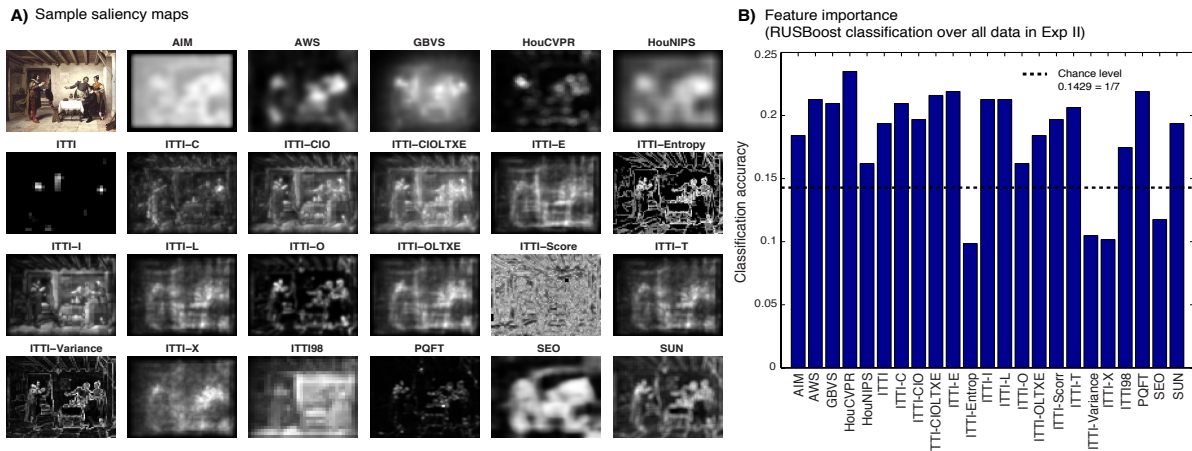 A) Sample saliency maps
AIM AWS GBVS HouCVPR HouNIPS
ITTI ITTI−C ITTI−CIO ITTI−CIOLTXE ITTI−E ITTI−Entropy
ITTI−I ITTI−L ITTI−O ITTI−OLTXE ITTI−Score ITTI−T
ITTI−Variance ITTI−X ITTI98 PQFT SEO SUN
B) Feature importance
(RUSBoost classification over all data in Exp II)
0.25
0.2
0.15
0.1
0.05
0
Classification accuracy
Chance level
0.1429 = 1/7
AIM
AWS
GBVS
HouCVPR
HouNIPS
ITTI
ITTI-C
ITTI-CIO
TTI-CIOLTXE
ITTI-E
ITTI-Entrop
ITTI-I
ITTI-L
ITTI-O
ITTI-OLTXE
ITTI-Scorr
ITTI-T
ITTI-Variance
ITTI-X
ITTI98
PQFT
SEO
SUN